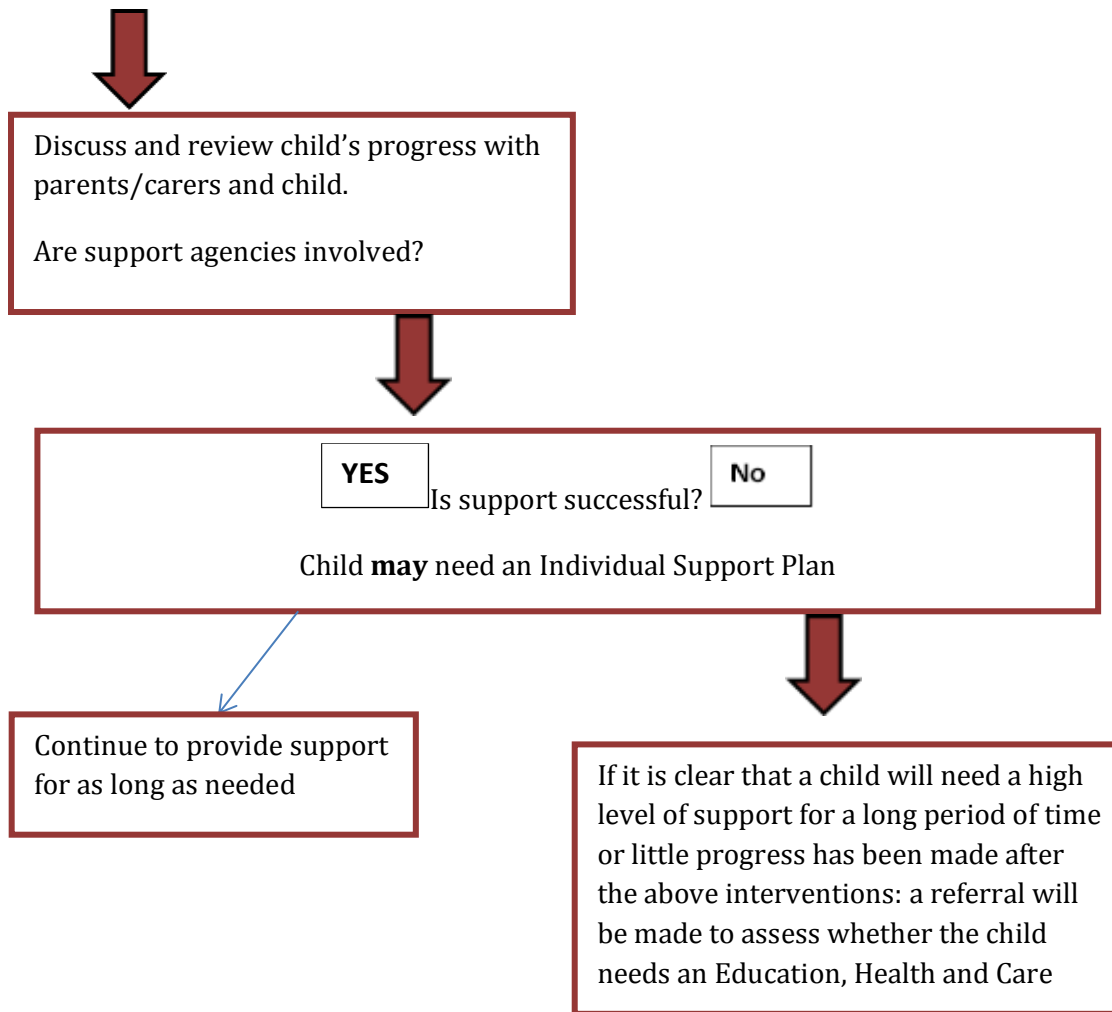 Discuss and review child’s progress with
parents/carers and child.
Are support agencies involved?
YES
Is support successful?
No
Child may need an Individual Support Plan
Continue to provide support
for as long as needed
If it is clear that a child will need a high
level of support for a long period of time
or little progress has been made after
the above interventions: a referral will
be made to assess whether the child
needs an Education, Health and Care